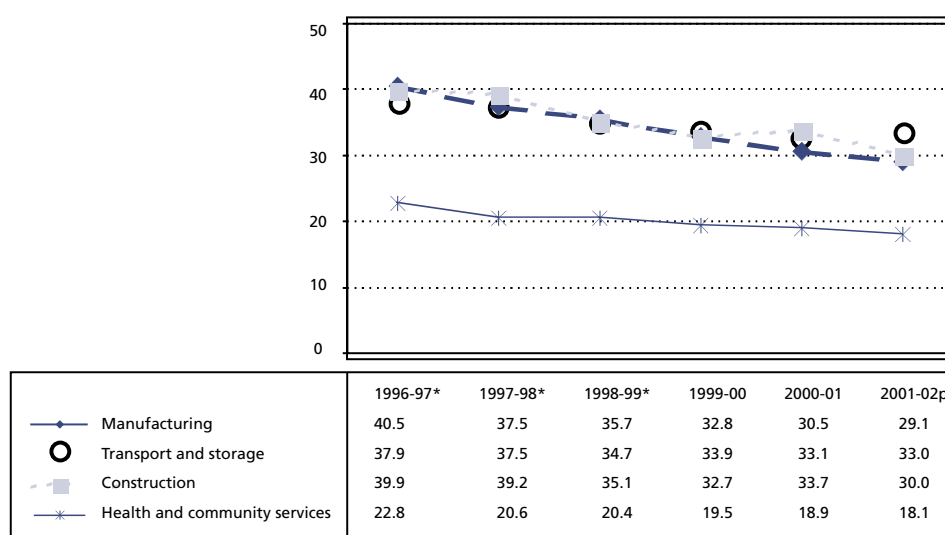 50
40
30
20
10
0
1996-97* 1997-98* 1998-99* 1999-00 2000-01 2001-02p
Manufacturing 40.5 37.5 35.7 32.8 30.5 29.1
Transport and storage 37.9 37.5 34.7 33.9 33.1 33.0
Construction 39.9 39.2 35.1 32.7 33.7 30.0
Health and community services 22.8 20.6 20.4 19.5 18.9 18.1